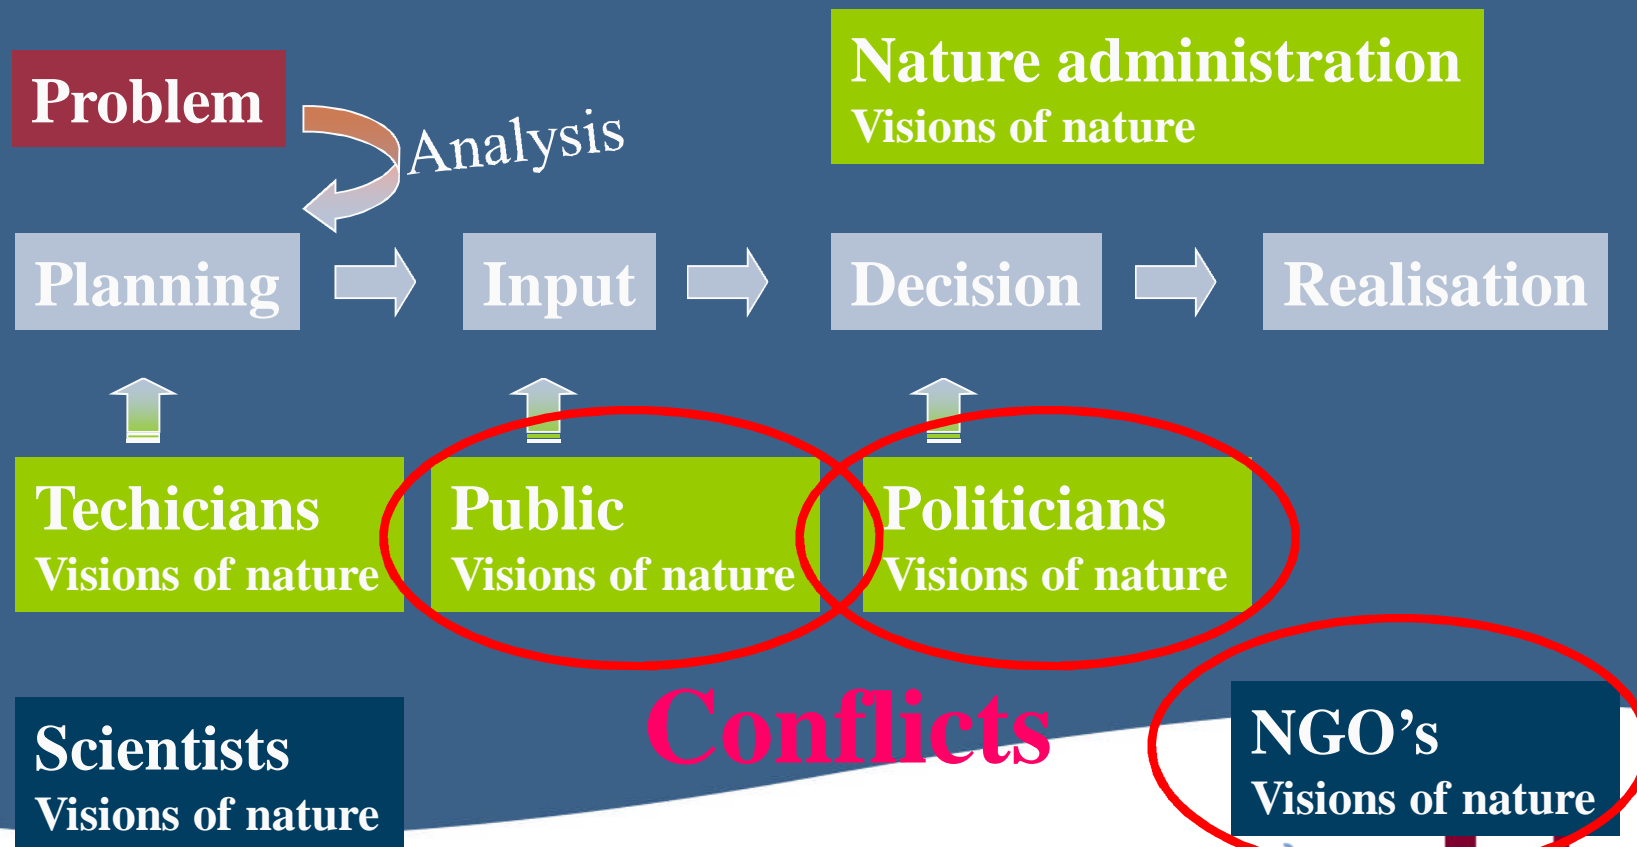 Problem
Analysis
Nature administration
Visions of nature
Planning
Input
Decision
Realisation
Techicians
Visions of nature
Public
Visions of nature
Politicians
Visions of nature
Conflicts
Scientists
Visions of nature
NGO’s
Visions of nature